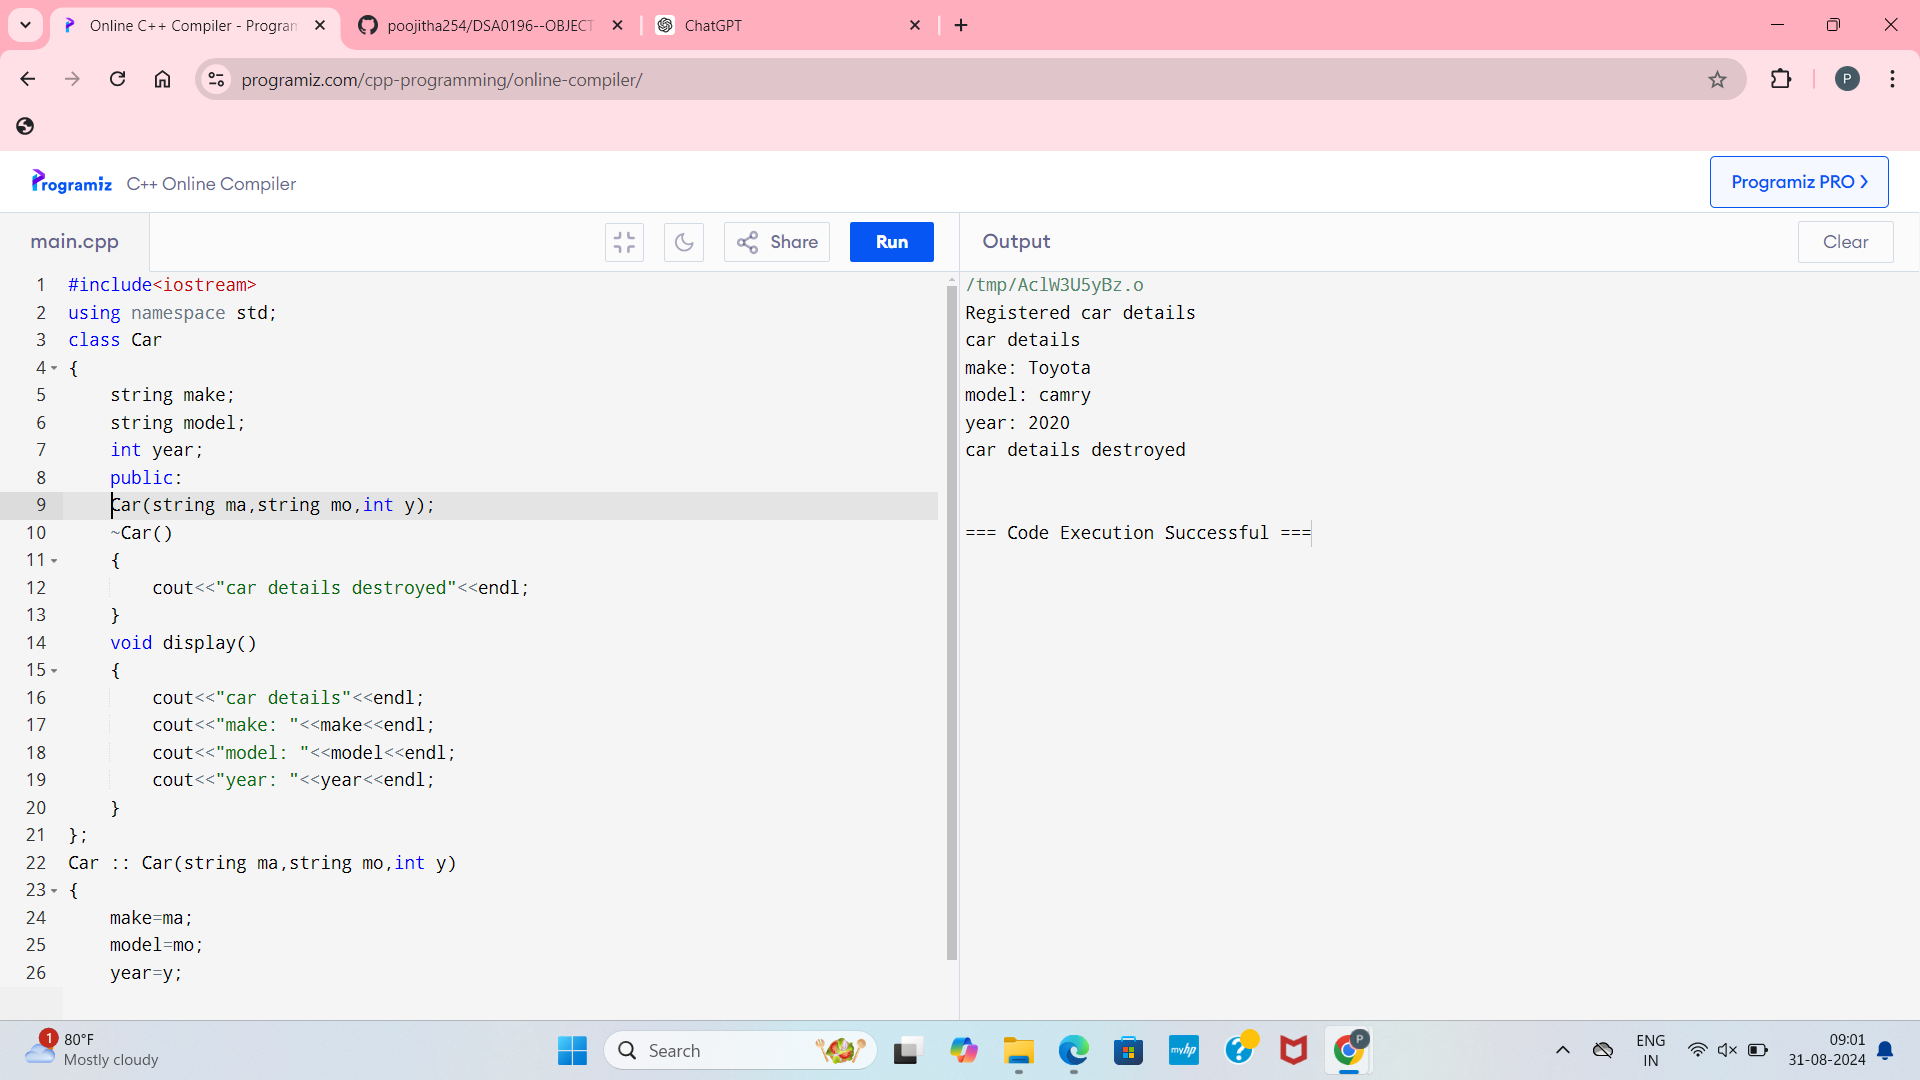 Online C++ Compiler - Program
poojitha254/DSA0196--OBJECT
ChatGPT
programiz.com/cpp-programming/online-compiler/
P
Programiz
C++ Online Compiler
Programiz PRO
main.cpp
Share
Run
Output
Clear
1 #include<iostream>
2 using namespace std;
3 class Car
4 {
5 string make;
6 string model;
7 int year;
8 public:
9 Car(string ma,string mo,int y);
10 ~Car()
11 {
12 cout<<"car details destroyed"<<endl;
13 }
14 void display()
15 {
16 cout<<"car details"<<endl;
17 cout<<"make: "<<make<<endl;
18 cout<<"model: "<<model<<endl;
19 cout<<"year: "<<year<<endl;
20 }
21 };
22 Car :: Car(string ma,string mo,int y)
23 {
24 make=ma;
25 model=mo;
26 year=y;
/tmp/AclW3U5yBz.o
Registered car details
car details
make: Toyota
model: camry
year: 2020
car details destroyed
=== Code Execution Successful ===
1
80°F
Mostly cloudy
Search
myhp
P
ENG
IN
09:01
31-08-2024